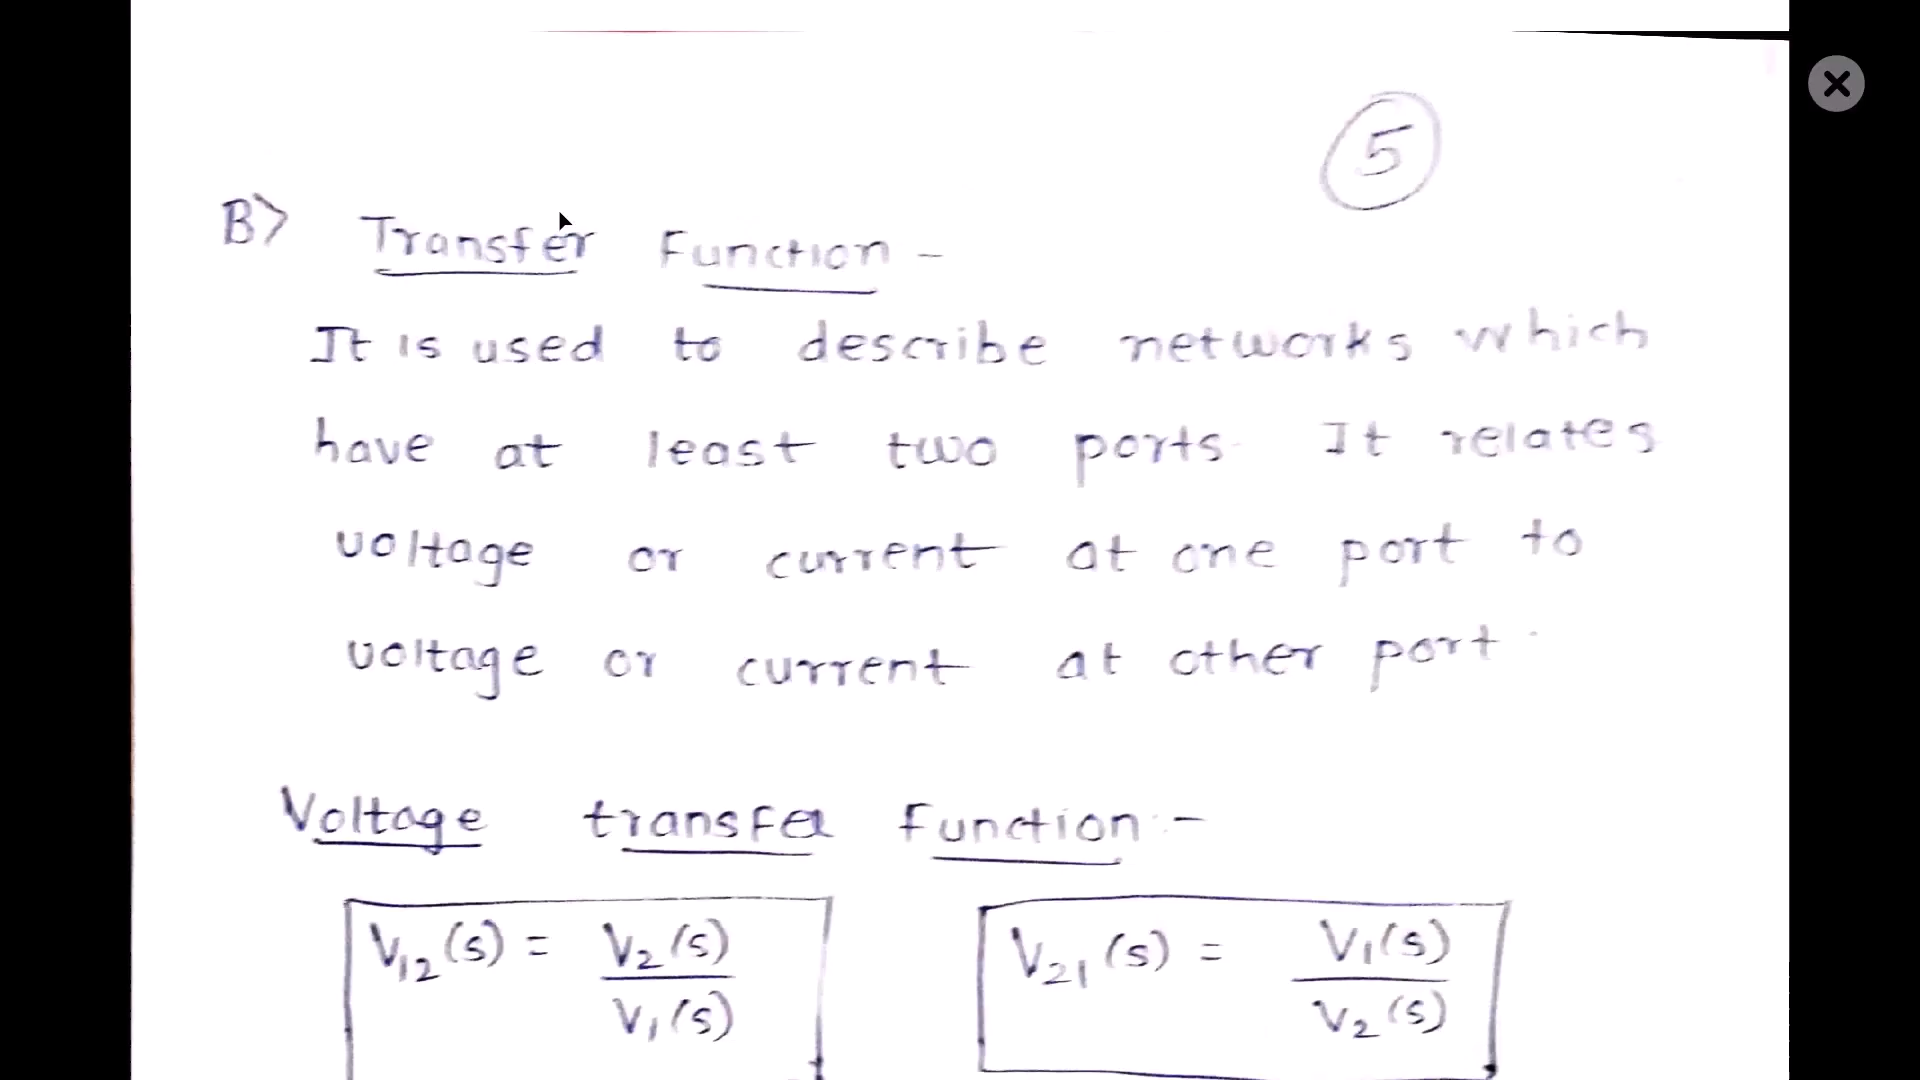 5
B> Transfer Function -
It is used to describe networks which
have at least two ports. It relates
voltage or current at one port to
voltage or current at other port.
Voltage transfer Function :-
V12(s) = V2(s) / V1(s)   V21(s) = V1(s) / V2(s)